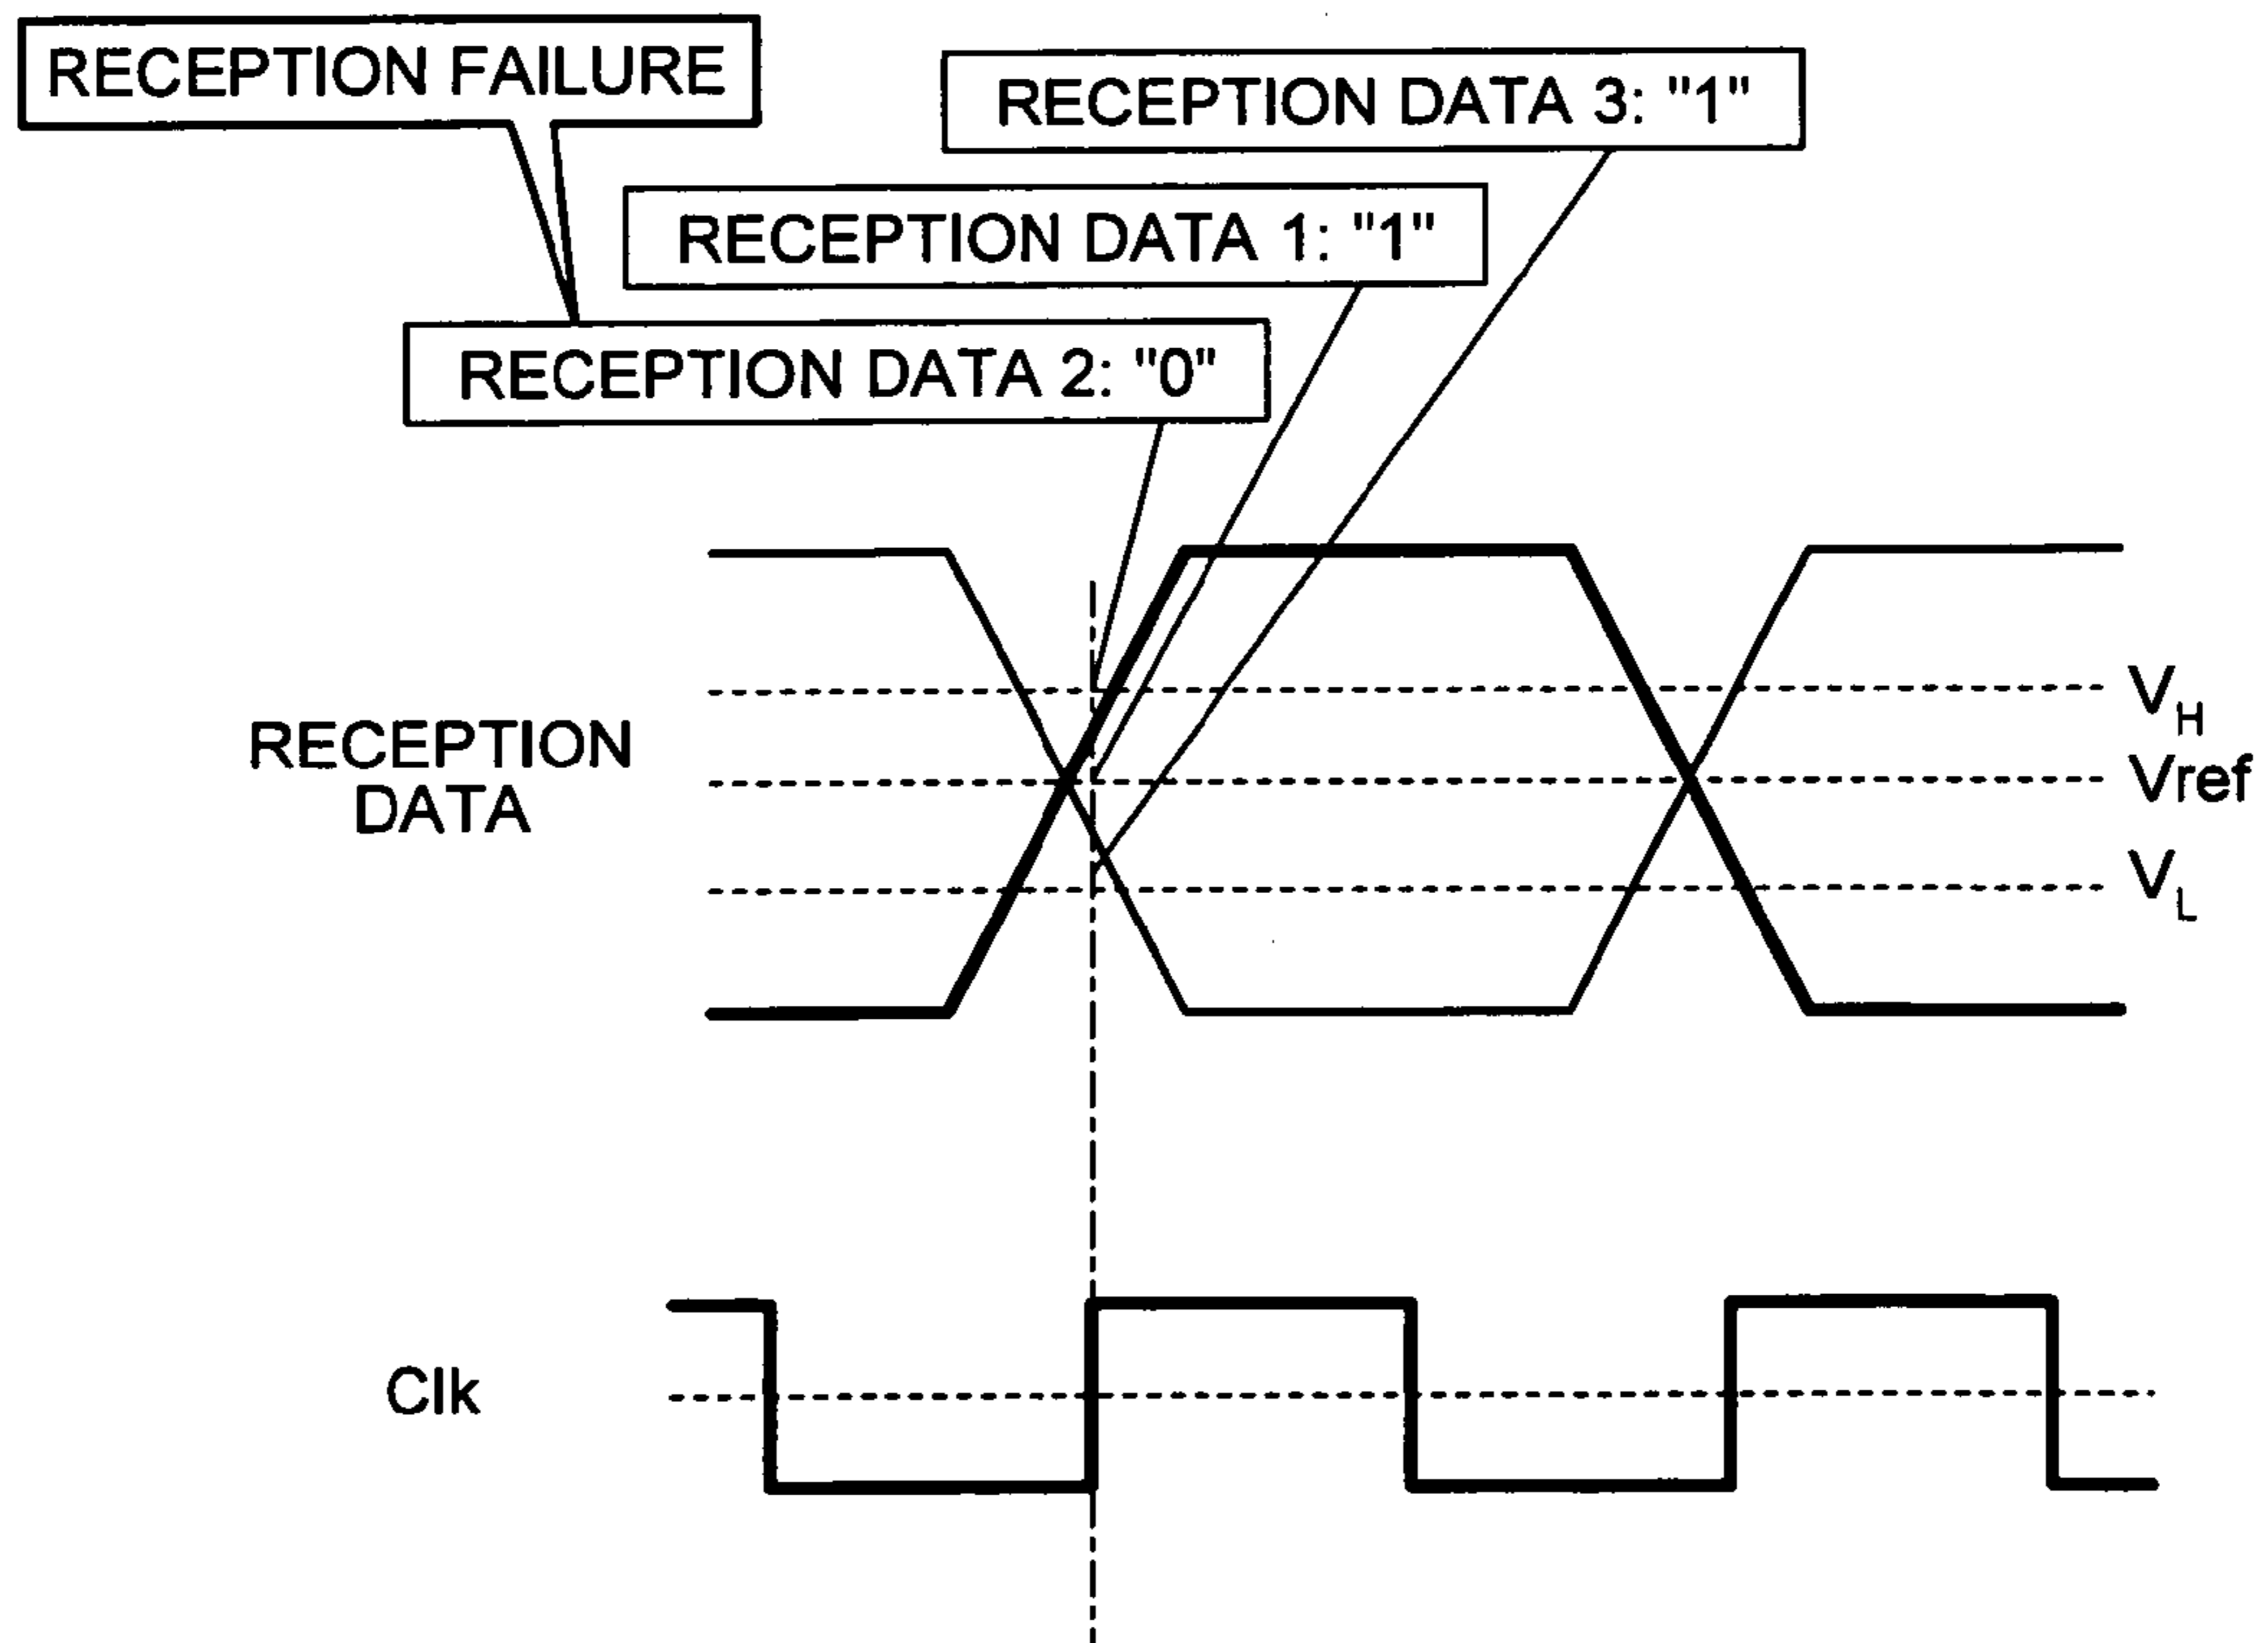 RECEPTION FAILURE
RECEPTION DATA 3: "1"
RECEPTION DATA 1: "1"
RECEPTION DATA 2: "0"
RECEPTION
DATA
VH
Vref
VL
Clk